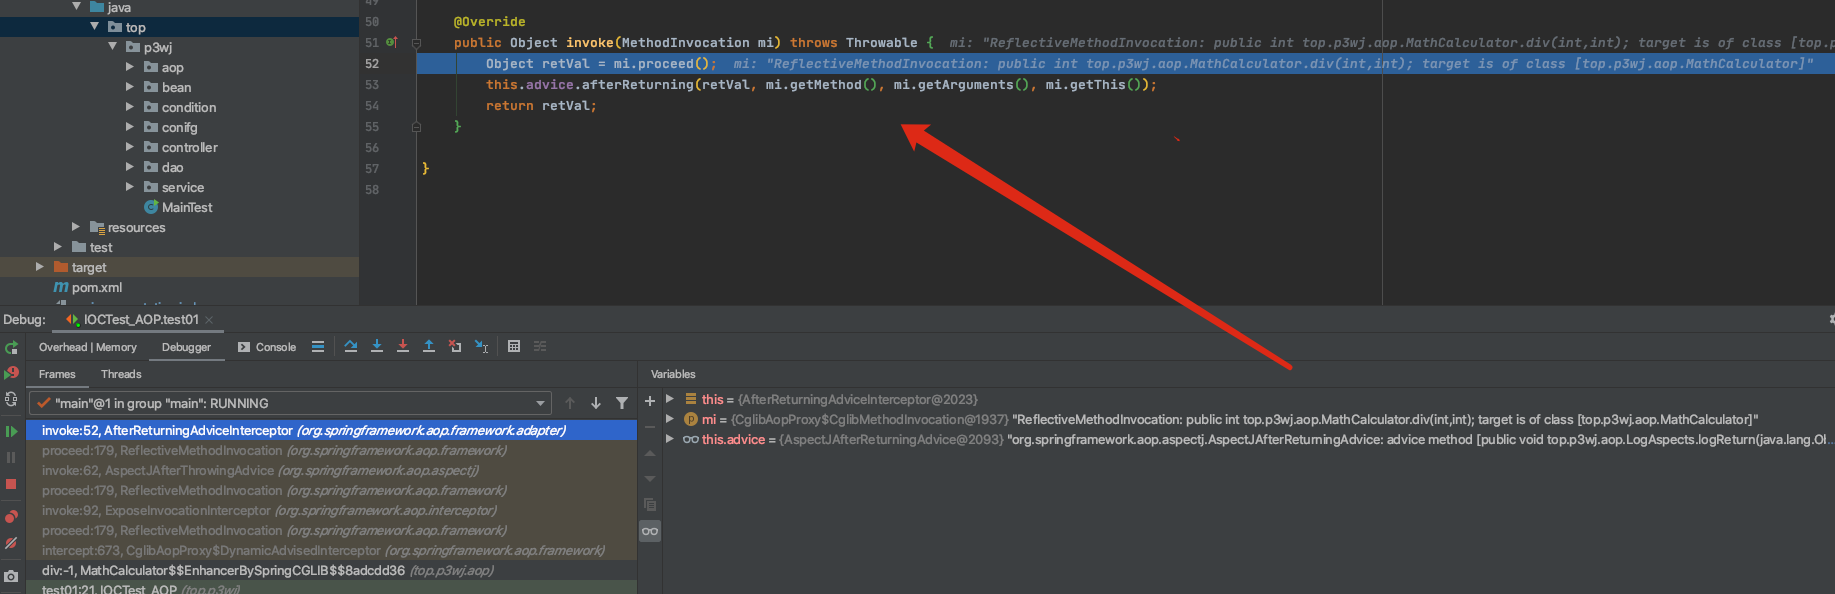 java
top
p3wj
aop
bean
condition
conifg
controller
dao
service
MainTest
resources
test
target
pom.xml
49
50 @Override
51 public Object invoke(MethodInvocation mi) throws Throwable { mi: "ReflectiveMethodInvocation: public int top.p3wj.aop.MathCalculator.div(int,int); target is of class [top.p
52 Object retVal = mi.proceed(); mi: "ReflectiveMethodInvocation: public int top.p3wj.aop.MathCalculator.div(int,int); target is of class [top.p3wj.aop.MathCalculator]"
53 this.advice.afterReturning(retVal, mi.getMethod(), mi.getArguments(), mi.getThis());
54 return retVal;
55 }
56
57 }
58
Debug: IOCTest_AOP.test01
Overhead | Memory Debugger Console
Frames Threads
"main"@1 in group "main": RUNNING
invoke:52, AfterReturningAdviceInterceptor (org.springframework.aop.framework.adapter)
proceed:179, ReflectiveMethodInvocation (org.springframework.aop.framework)
invoke:62, AspectJAfterThrowingAdvice (org.springframework.aop.aspectj)
proceed:179, ReflectiveMethodInvocation (org.springframework.aop.framework)
invoke:92, ExposeInvocationInterceptor (org.springframework.aop.interceptor)
proceed:179, ReflectiveMethodInvocation (org.springframework.aop.framework)
intercept:673, CglibAopProxy$DynamicAdvisedInterceptor (org.springframework.aop.framework)
div:-1, MathCalculator$$EnhancerBySpringCGLIB$$8adcdd36 (top.p3wj.aop)
test01:21, IOCTest_AOP (top.p3wj)
Variables
this = {AfterReturningAdviceInterceptor@2023}
mi = {CglibAopProxy$CglibMethodInvocation@1937} "ReflectiveMethodInvocation: public int top.p3wj.aop.MathCalculator.div(int,int); target is of class [top.p3wj.aop.MathCalculator]"
this.advice = {AspectJAfterReturningAdvice@2093} "org.springframework.aop.aspectj.AspectJAfterReturningAdvice: advice method [public void top.p3wj.aop.LogAspects.logReturn(java.lang.Ob...